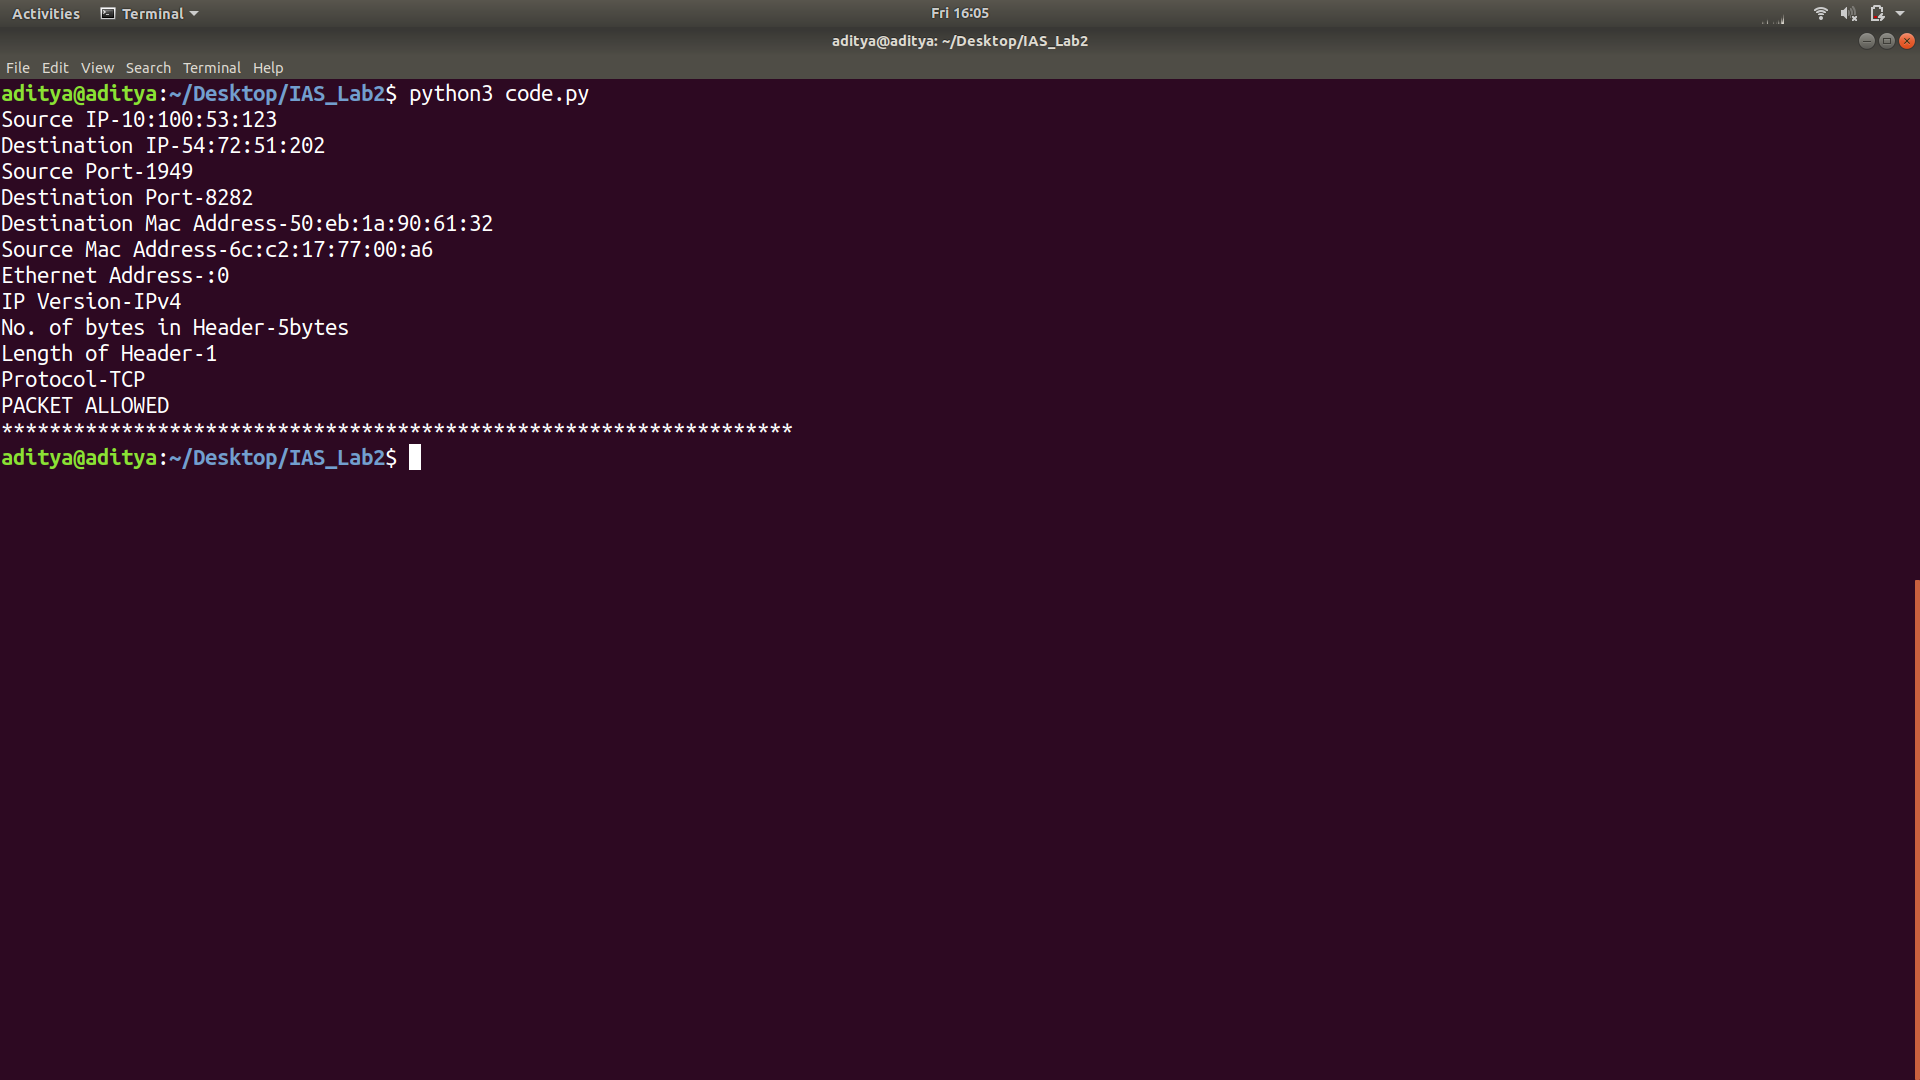 Activities Terminal Fri 16:05
aditya@aditya: ~/Desktop/IAS_Lab2
File Edit View Search Terminal Help
aditya@aditya:~/Desktop/IAS_Lab2$ python3 code.py
Source IP-10:100:53:123
Destination IP-54:72:51:202
Source Port-1949
Destination Port-8282
Destination Mac Address-50:eb:1a:90:61:32
Source Mac Address-6c:c2:17:77:00:a6
Ethernet Address-:0
IP Version-IPv4
No. of bytes in Header-5bytes
Length of Header-1
Protocol-TCP
PACKET ALLOWED
******************************************************************
aditya@aditya:~/Desktop/IAS_Lab2$